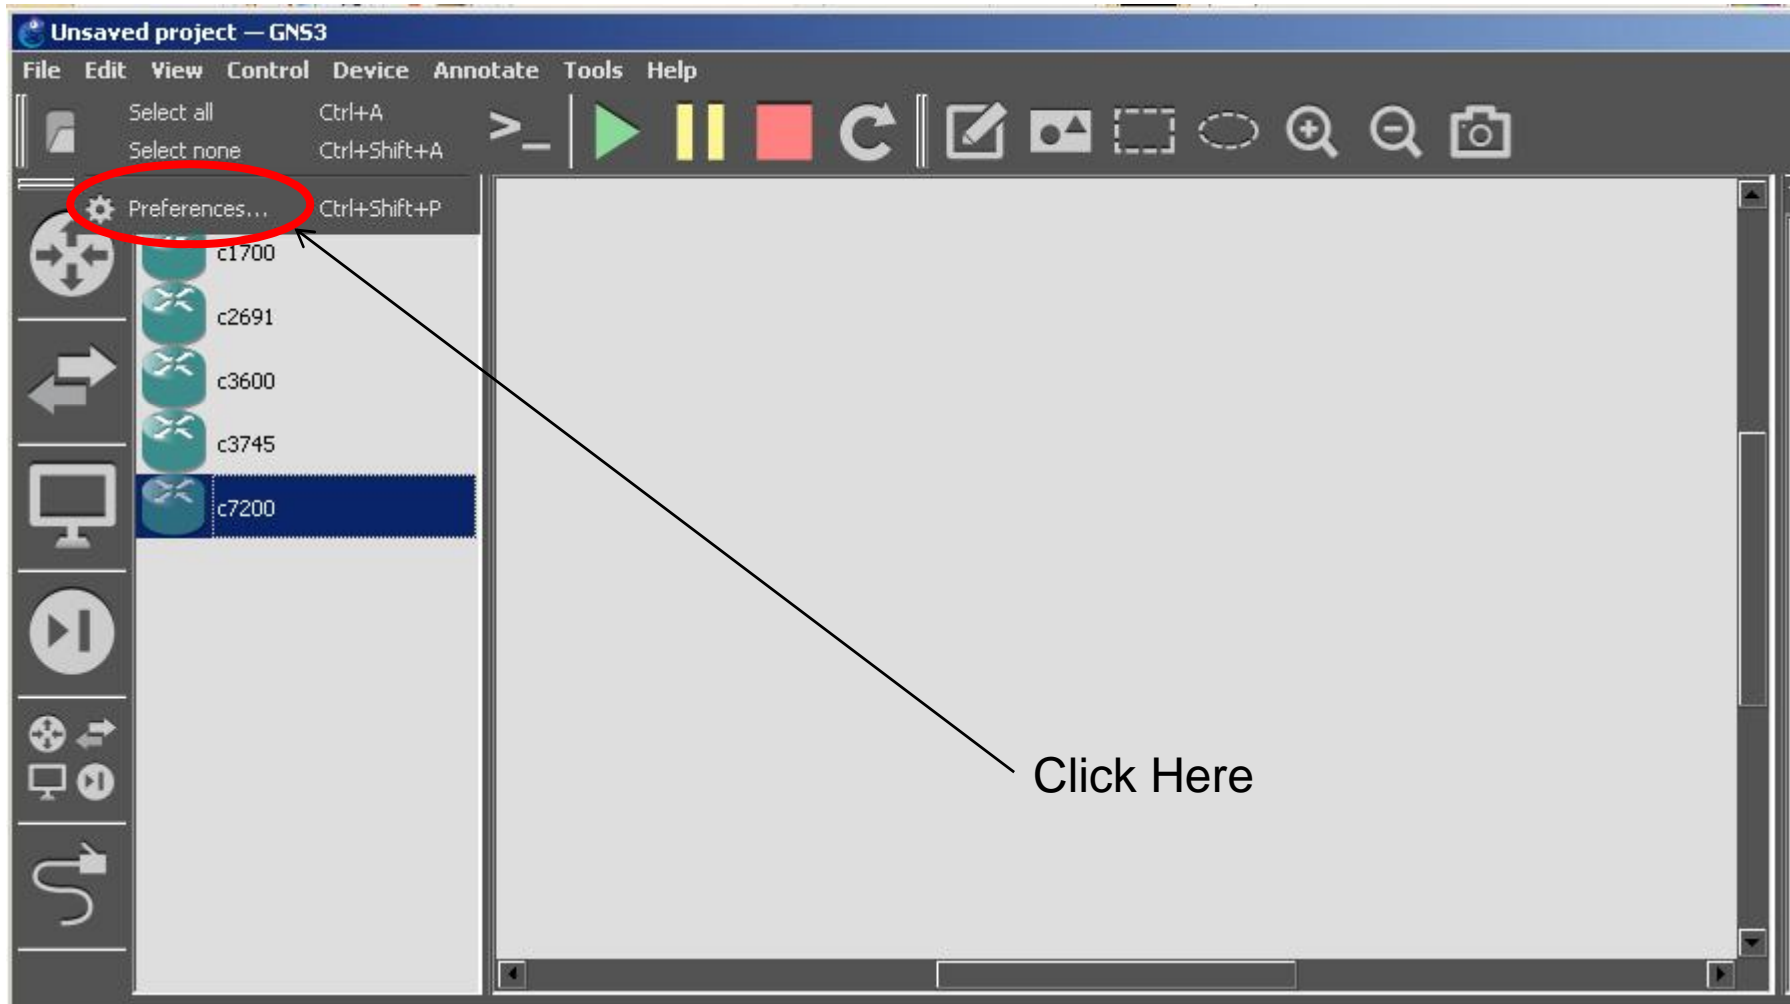 Unsaved project — GNS3
File Edit View Control Device Annotate Tools Help
Select all Ctrl+A
Select none Ctrl+Shift+A
Preferences... Ctrl+Shift+P
c1700
c2691
c3600
c3745
c7200
Click Here